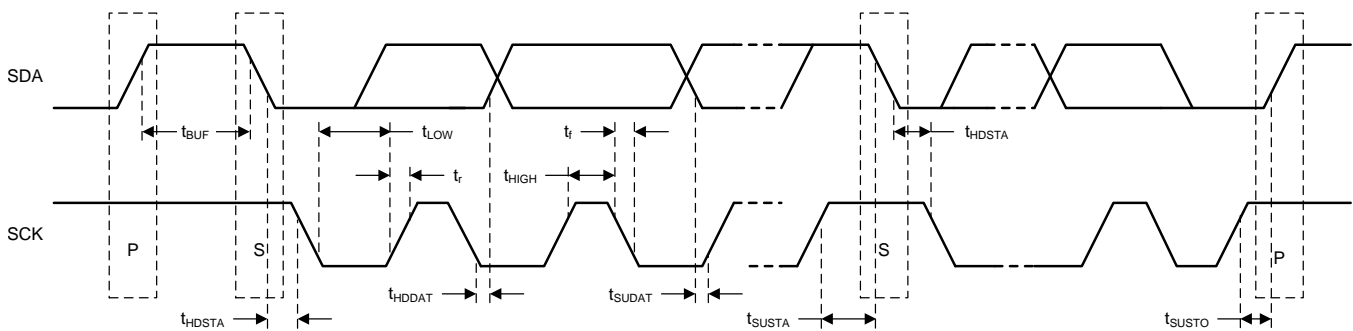 SDA
tBUF
tLOW
tf
tHDSTA
tr
tHIGH
SCK
P
S
S
P
tHDDAT
tSUDAT
tHDSTA
tSUSTA
tSUSTO